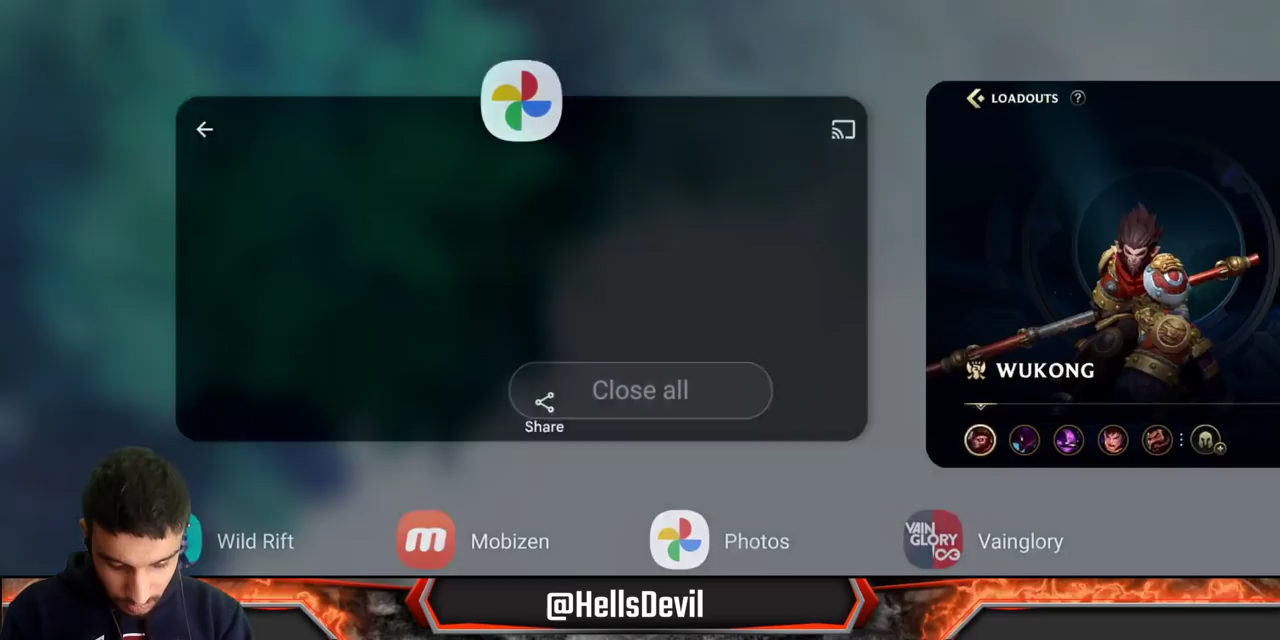 LOADOUTS ?
WUKONG
Close all
Share
Wild Rift
m
Mobizen
Photos
VAIN
GLORY
Vainglory
@HellsDevil